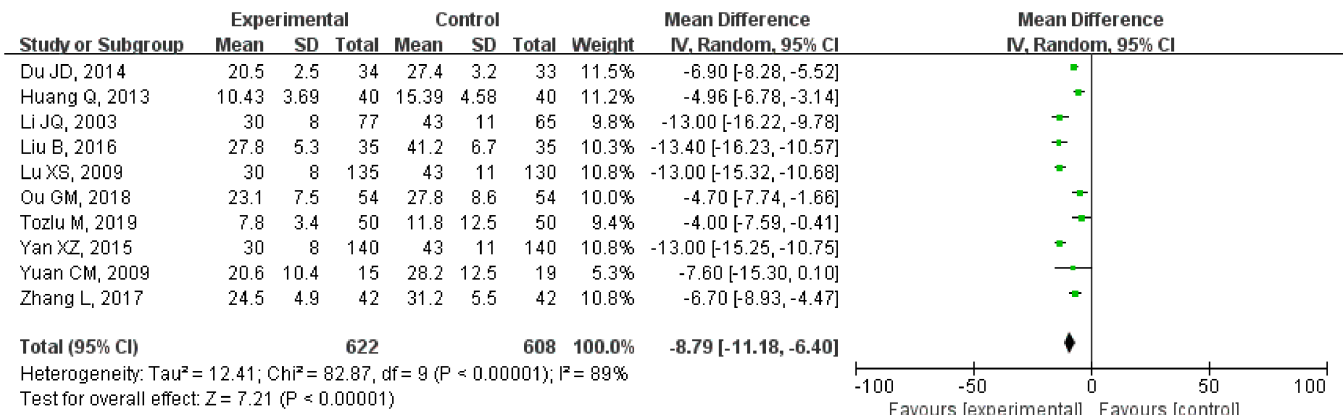 Experimental Control Mean Difference Mean Difference
Study or Subgroup Mean SD Total Mean SD Total Weight IV, Random, 95% CI IV, Random, 95% CI
Du JD, 2014 20.5 2.5 34 27.4 3.2 33 11.5% -6.90 [-8.28, -5.52]
Huang Q, 2013 10.43 3.69 40 15.39 4.58 40 11.2% -4.96 [-6.78, -3.14]
Li JQ, 2003 30 8 77 43 11 65 9.8% -13.00 [-16.22, -9.78]
Liu B, 2016 27.8 5.3 35 41.2 6.7 35 10.3% -13.40 [-16.23, -10.57]
Lu XS, 2009 30 8 135 43 11 130 10.8% -13.00 [-15.32, -10.68]
Ou GM, 2018 23.1 7.5 54 27.8 8.6 54 10.0% -4.70 [-7.74, -1.66]
Tozlu M, 2019 7.8 3.4 50 11.8 12.5 50 9.4% -4.00 [-7.59, -0.41]
Yan XZ, 2015 30 8 140 43 11 140 10.8% -13.00 [-15.25, -10.75]
Yuan CM, 2009 20.6 10.4 15 28.2 12.5 19 5.3% -7.60 [-15.30, 0.10]
Zhang L, 2017 24.5 4.9 42 31.2 5.5 42 10.8% -6.70 [-8.93, -4.47]
Total (95% CI) 622 608 100.0% -8.79 [-11.18, -6.40]
Heterogeneity: Tau² = 12.41; Chi² = 82.87, df = 9 (P < 0.00001); I² = 89%
Test for overall effect: Z = 7.21 (P < 0.00001)
-100 -50 0 50 100
Favours [experimental] Favours [control]